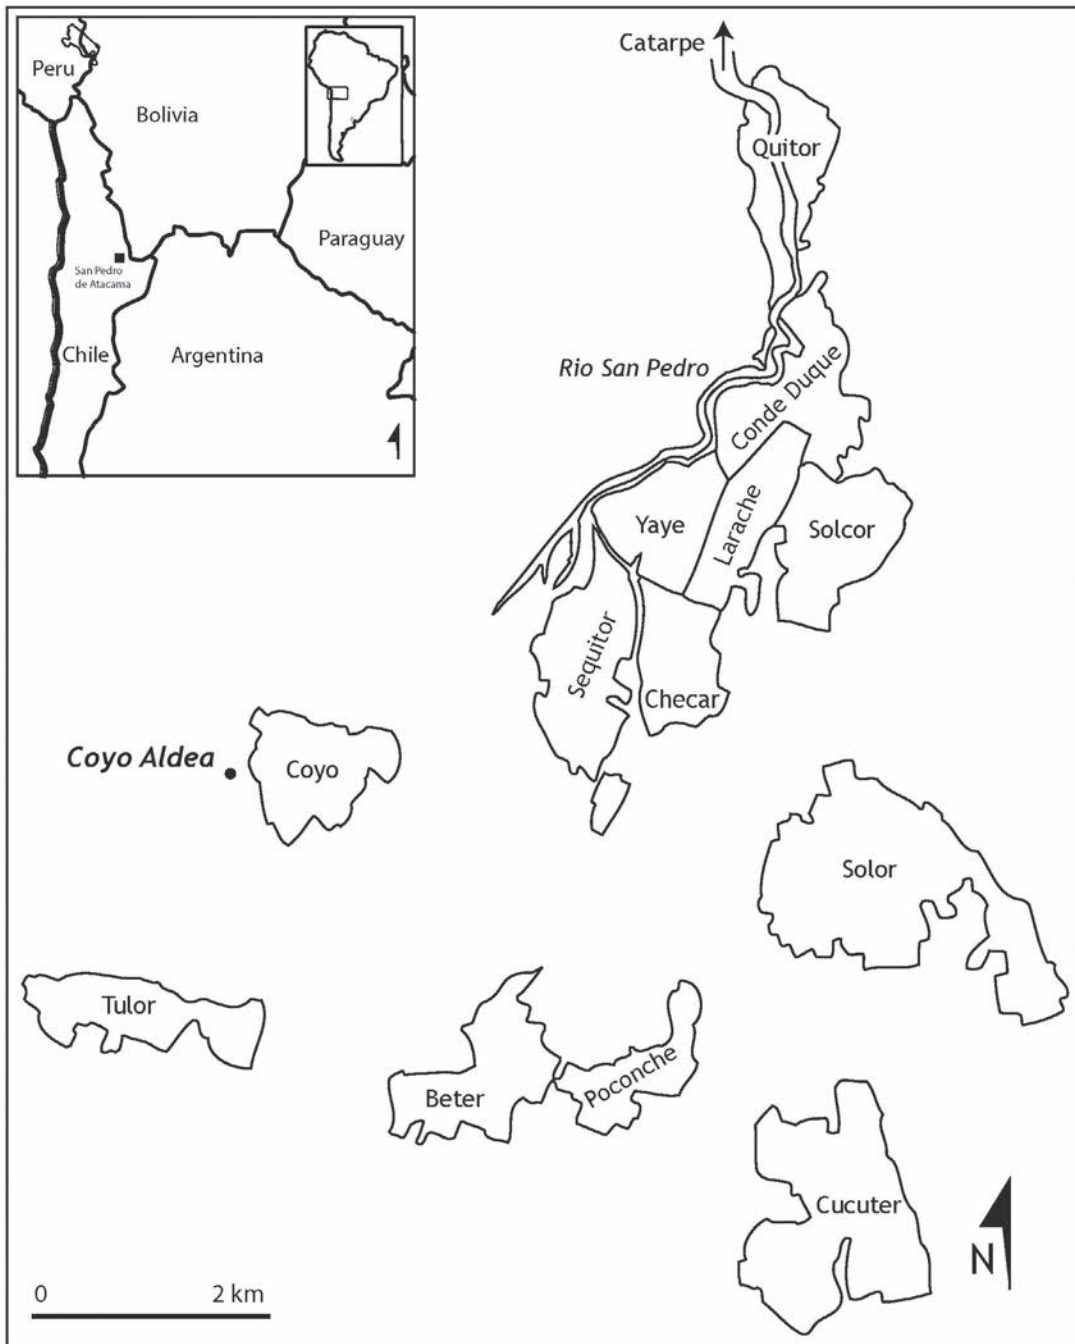 Peru
Bolivia
Paraguay
San Pedro
de Atacama
Chile
Argentina
Catarpe
Quitor
Rio San Pedro
Conde Duque
Yaye
Larache
Solcor
Sequitor
Checar
Coyo Aldea
Coyo
Solor
Tulor
Beter
Poconche
Cucuter
N
0 2 km